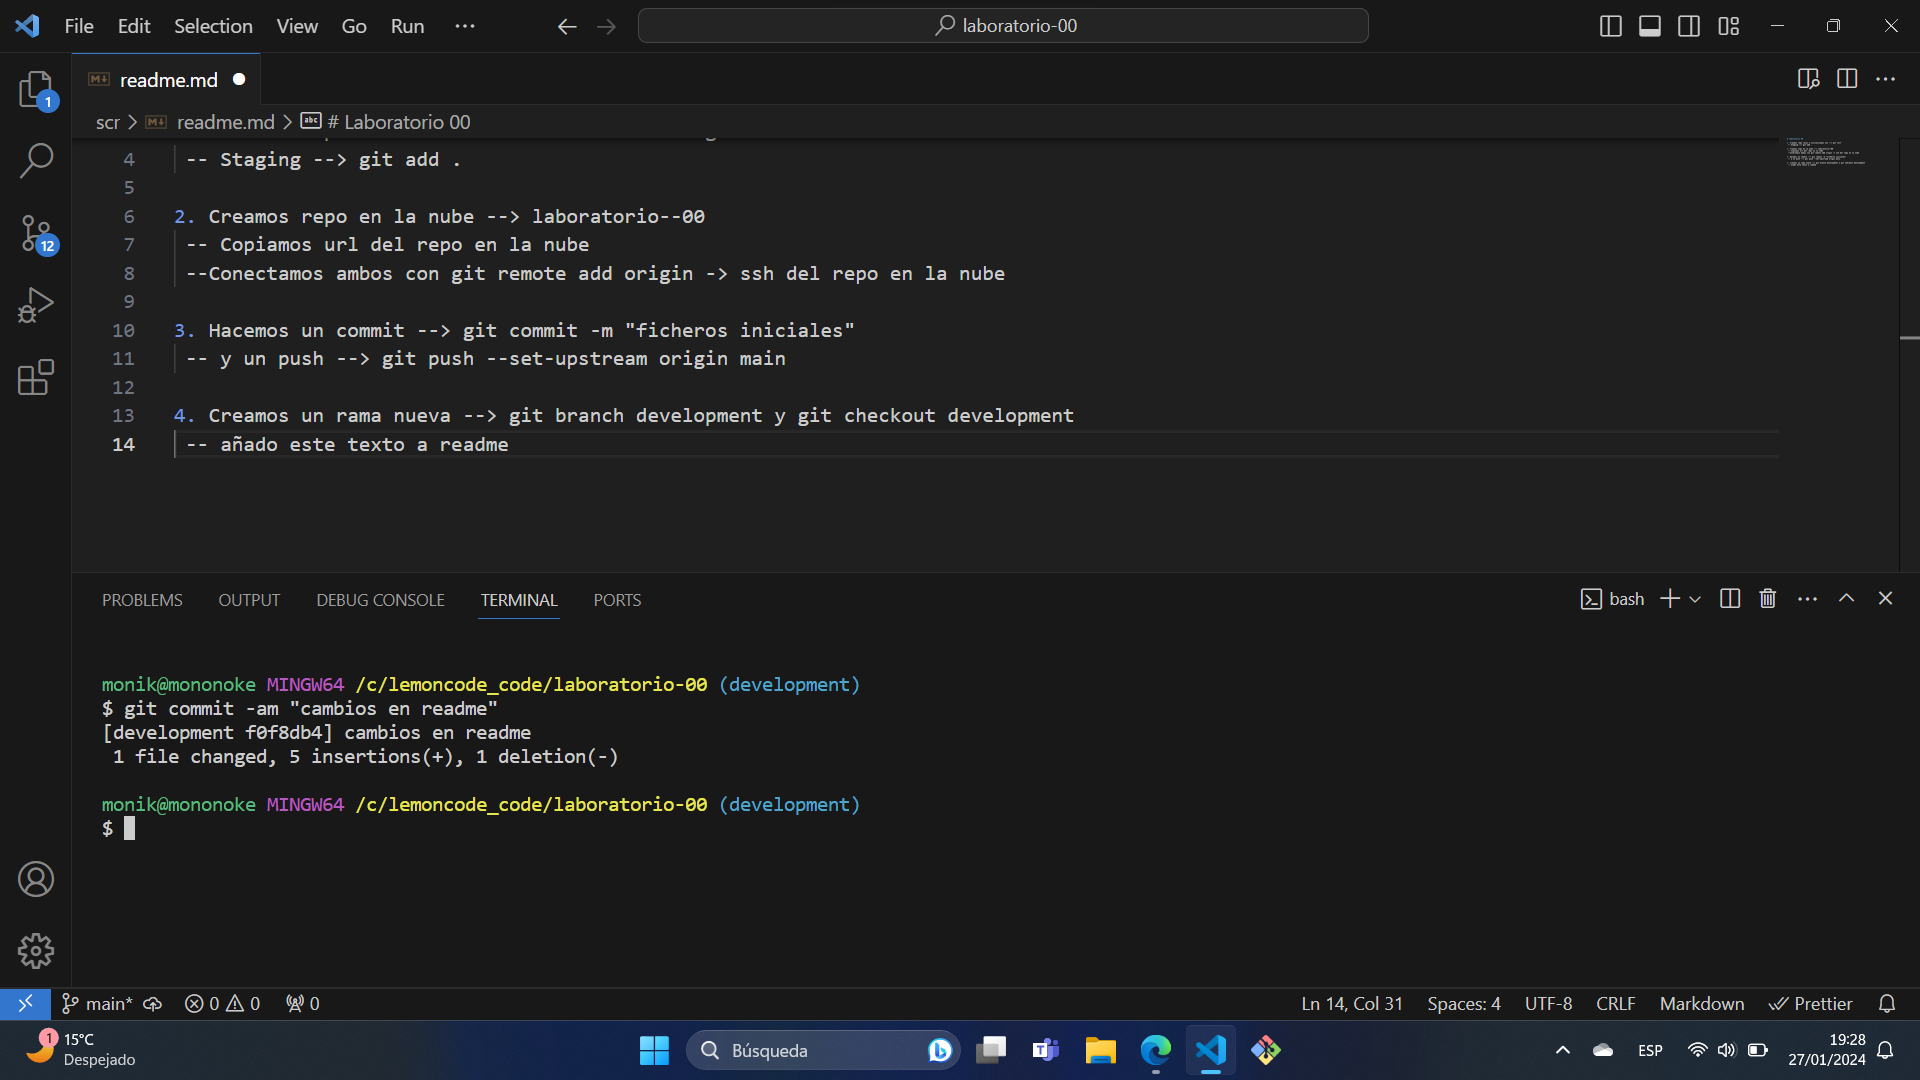 File Edit Selection View Go Run ··· laboratorio-00
readme.md
scr > readme.md > # Laboratorio 00
4 -- Staging --> git add .
5
6 2. Creamos repo en la nube --> laboratorio--00
7 -- Copiamos url del repo en la nube
8 --Conectamos ambos con git remote add origin -> ssh del repo en la nube
9
10 3. Hacemos un commit --> git commit -m "ficheros iniciales"
11 -- y un push --> git push --set-upstream origin main
12
13 4. Creamos un rama nueva --> git branch development y git checkout development
14 -- añado este texto a readme
1
12
PROBLEMS OUTPUT DEBUG CONSOLE TERMINAL PORTS bash
monik@mononoke MINGW64 /c/lemoncode_code/laboratorio-00 (development)
$ git commit -am "cambios en readme"
[development f0f8db4] cambios en readme
1 file changed, 5 insertions(+), 1 deletion(-)
monik@mononoke MINGW64 /c/lemoncode_code/laboratorio-00 (development)
$
main* 0 0 0 Ln 14, Col 31 Spaces: 4 UTF-8 CRLF Markdown Prettier
1 15°C
Despejado
Búsqueda
ESP
19:28
27/01/2024